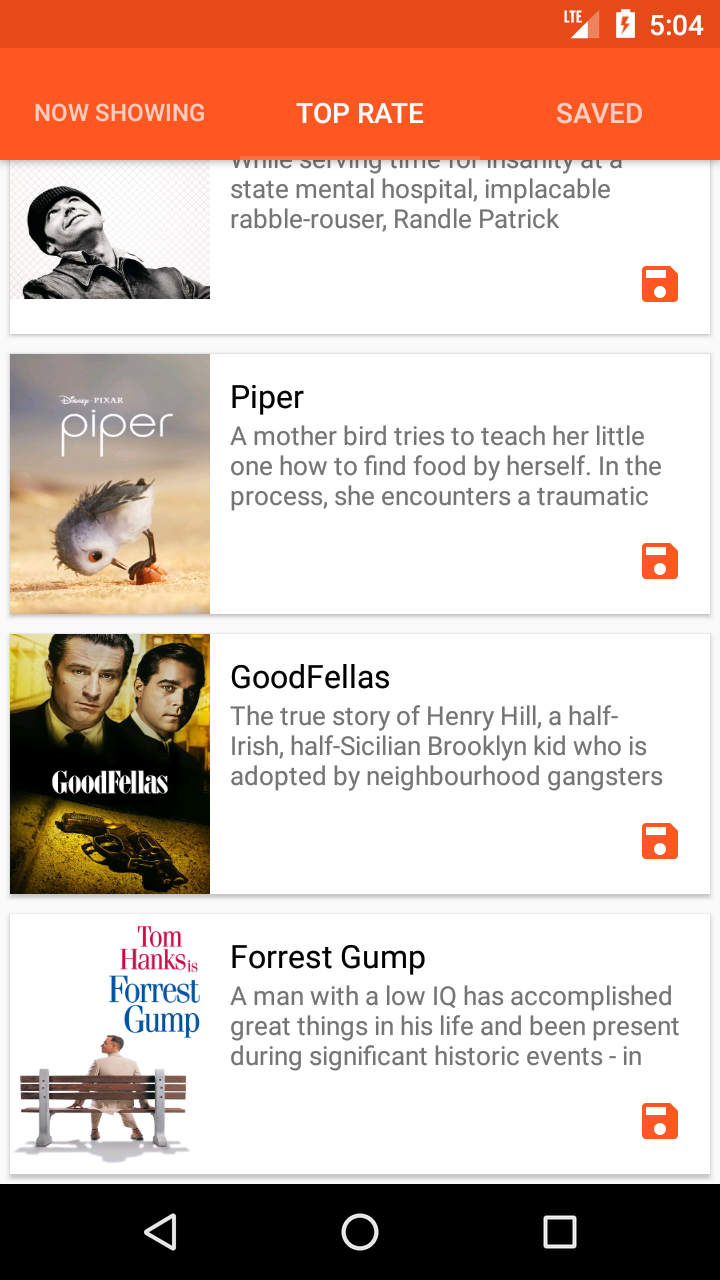 LTE 5:04
NOW SHOWING TOP RATE SAVED
While serving time for insanity at a
state mental hospital, implacable
rabble-rouser, Randle Patrick
Disney · PIXAR
piper
Piper
A mother bird tries to teach her little
one how to find food by herself. In the
process, she encounters a traumatic
GoodFellas
GoodFellas
The true story of Henry Hill, a half-
Irish, half-Sicilian Brooklyn kid who is
adopted by neighbourhood gangsters
Tom
Hanks is
Forrest
Gump
Forrest Gump
A man with a low IQ has accomplished
great things in his life and been present
during significant historic events - in